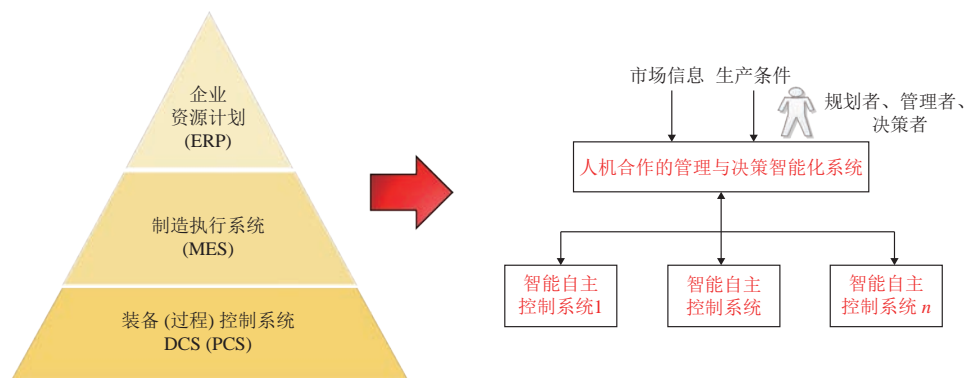 企业
资源计划
(ERP)
制造执行系统
(MES)
装备 (过程) 控制系统
DCS (PCS)
市场信息 生产条件
规划者、管理者、
决策者
人机合作的管理与决策智能化系统
智能自主
控制系统1
智能自主
控制系统
智能自主
控制系统 n